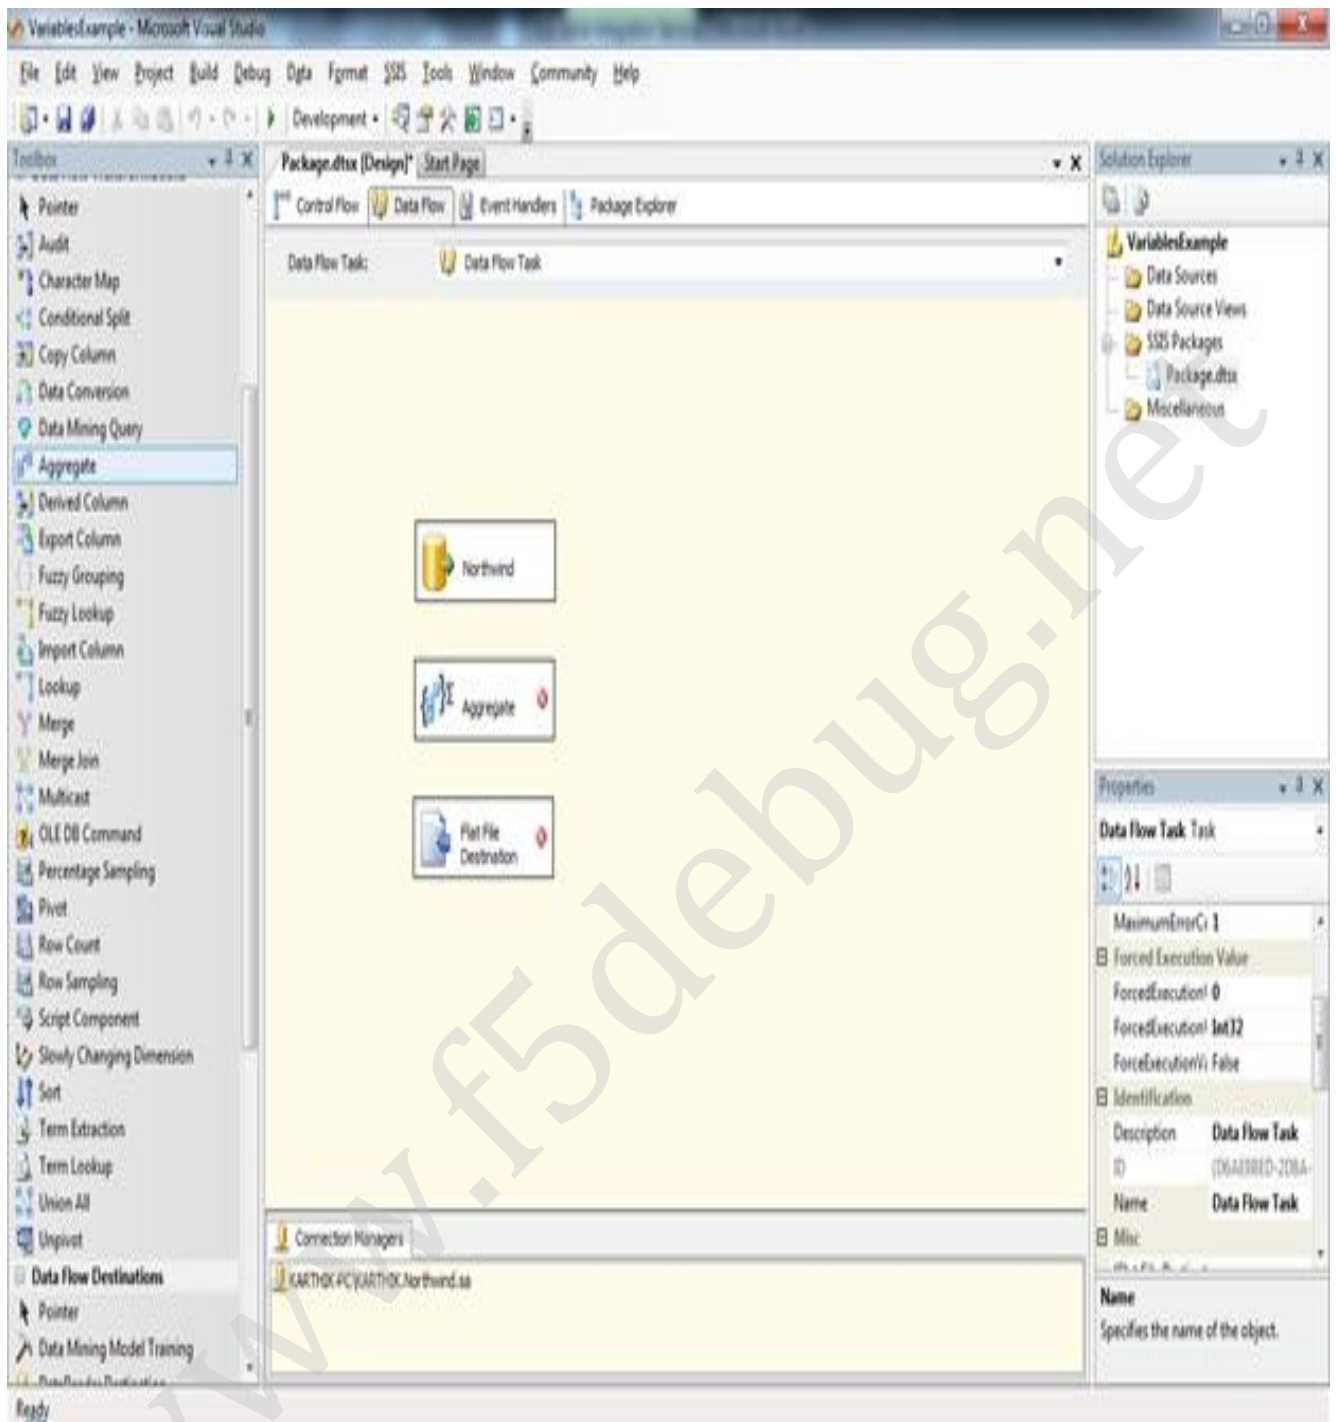 VariablesExample - Microsoft Visual Studio
File Edit View Project Build Debug Data Format SSIS Tools Window Community Help
Development
Toolbox
Pointer
Audit
Character Map
Conditional Split
Copy Column
Data Conversion
Data Mining Query
Aggregate
Derived Column
Export Column
Fuzzy Grouping
Fuzzy Lookup
Import Column
Lookup
Merge
Merge Join
Multicast
OLE DB Command
Percentage Sampling
Pivot
Row Count
Row Sampling
Script Component
Slowly Changing Dimension
Sort
Term Extraction
Term Lookup
Union All
Unpivot
Data Flow Destinations
Pointer
Data Mining Model Training
DataReader Destination
Ready
Package.dtsx [Design]* Start Page
Control Flow Data Flow Event Handlers Package Explorer
Data Flow Task: Data Flow Task
Northwind
Aggregate
Flat File
Destination
Connection Managers
KARTHIK-PC\KARTHIK.Northwind.sa
Solution Explorer
VariablesExample
Data Sources
Data Source Views
SSIS Packages
Package.dtsx
Miscellaneous
Properties
Data Flow Task Task
MaximumErrorC 1
Forced Execution Value
ForcedExecution 0
ForcedExecution Int32
ForceExecutionV False
Identification
Description Data Flow Task
ID
Name Data Flow Task
Misc
Name
Specifies the name of the object.
www.f5debug.net